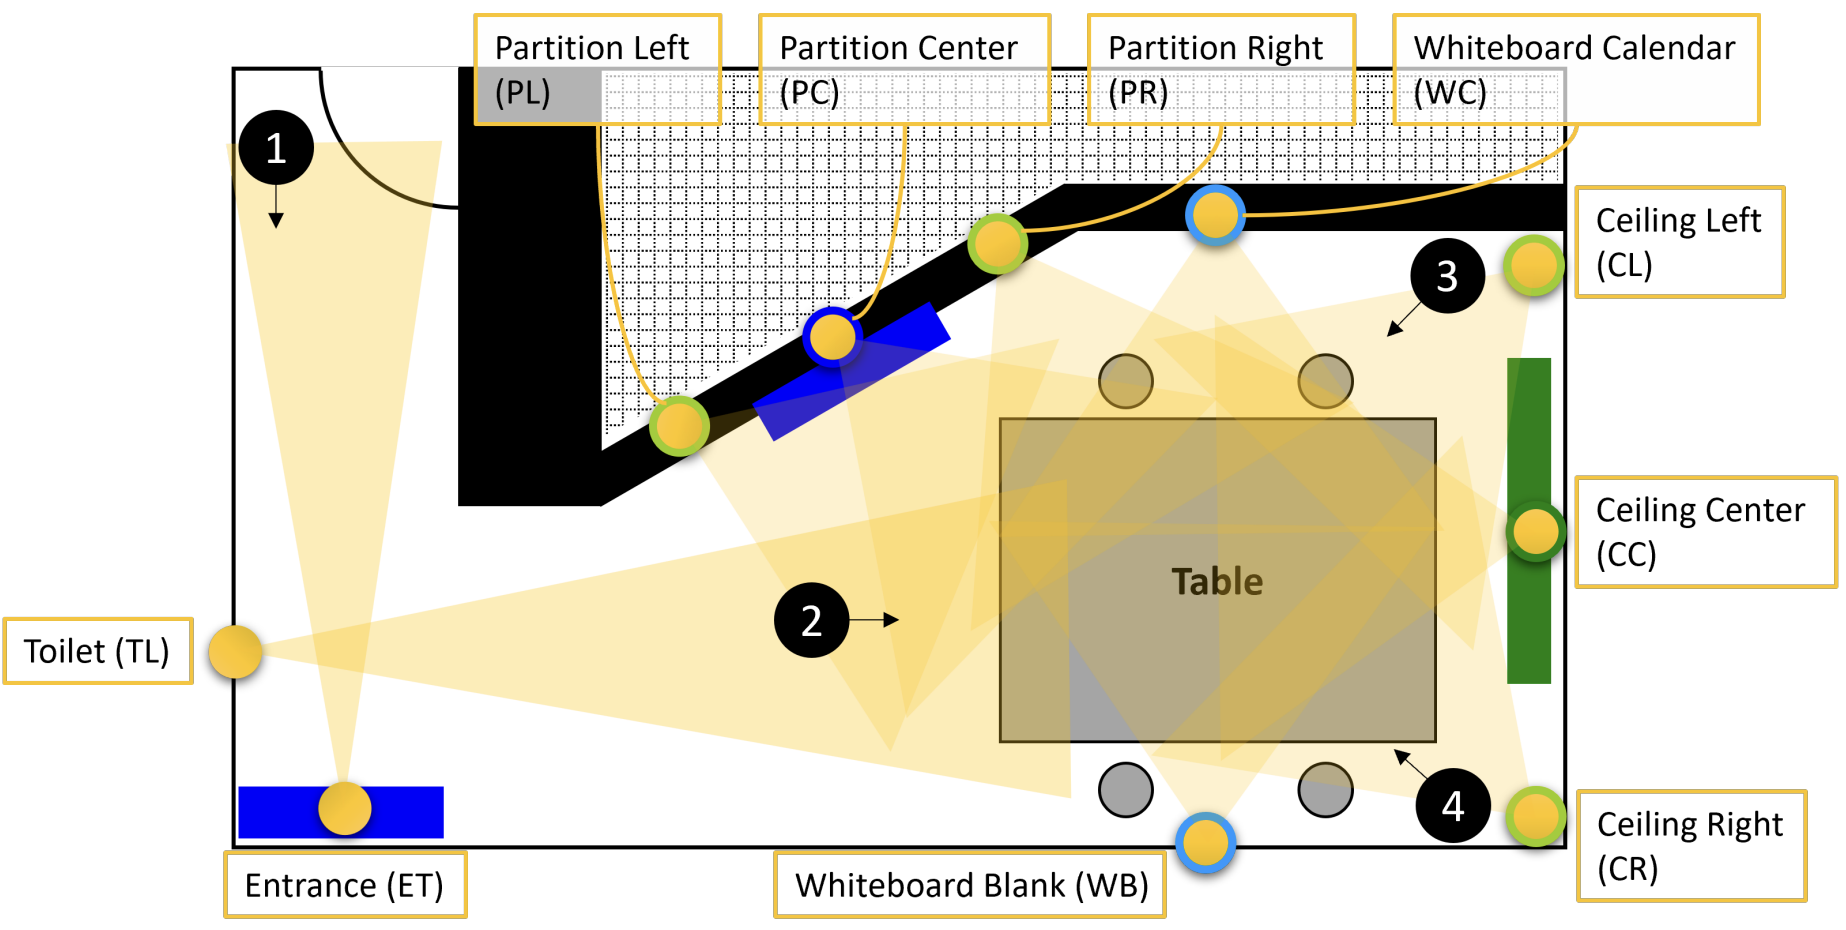 Partition Left
(PL)
Partition Center
(PC)
Partition Right
(PR)
Whiteboard Calendar
(WC)
1
Ceiling Left
(CL)
3
Ceiling Center
(CC)
Table
2
Toilet (TL)
4
Ceiling Right
(CR)
Entrance (ET)
Whiteboard Blank (WB)